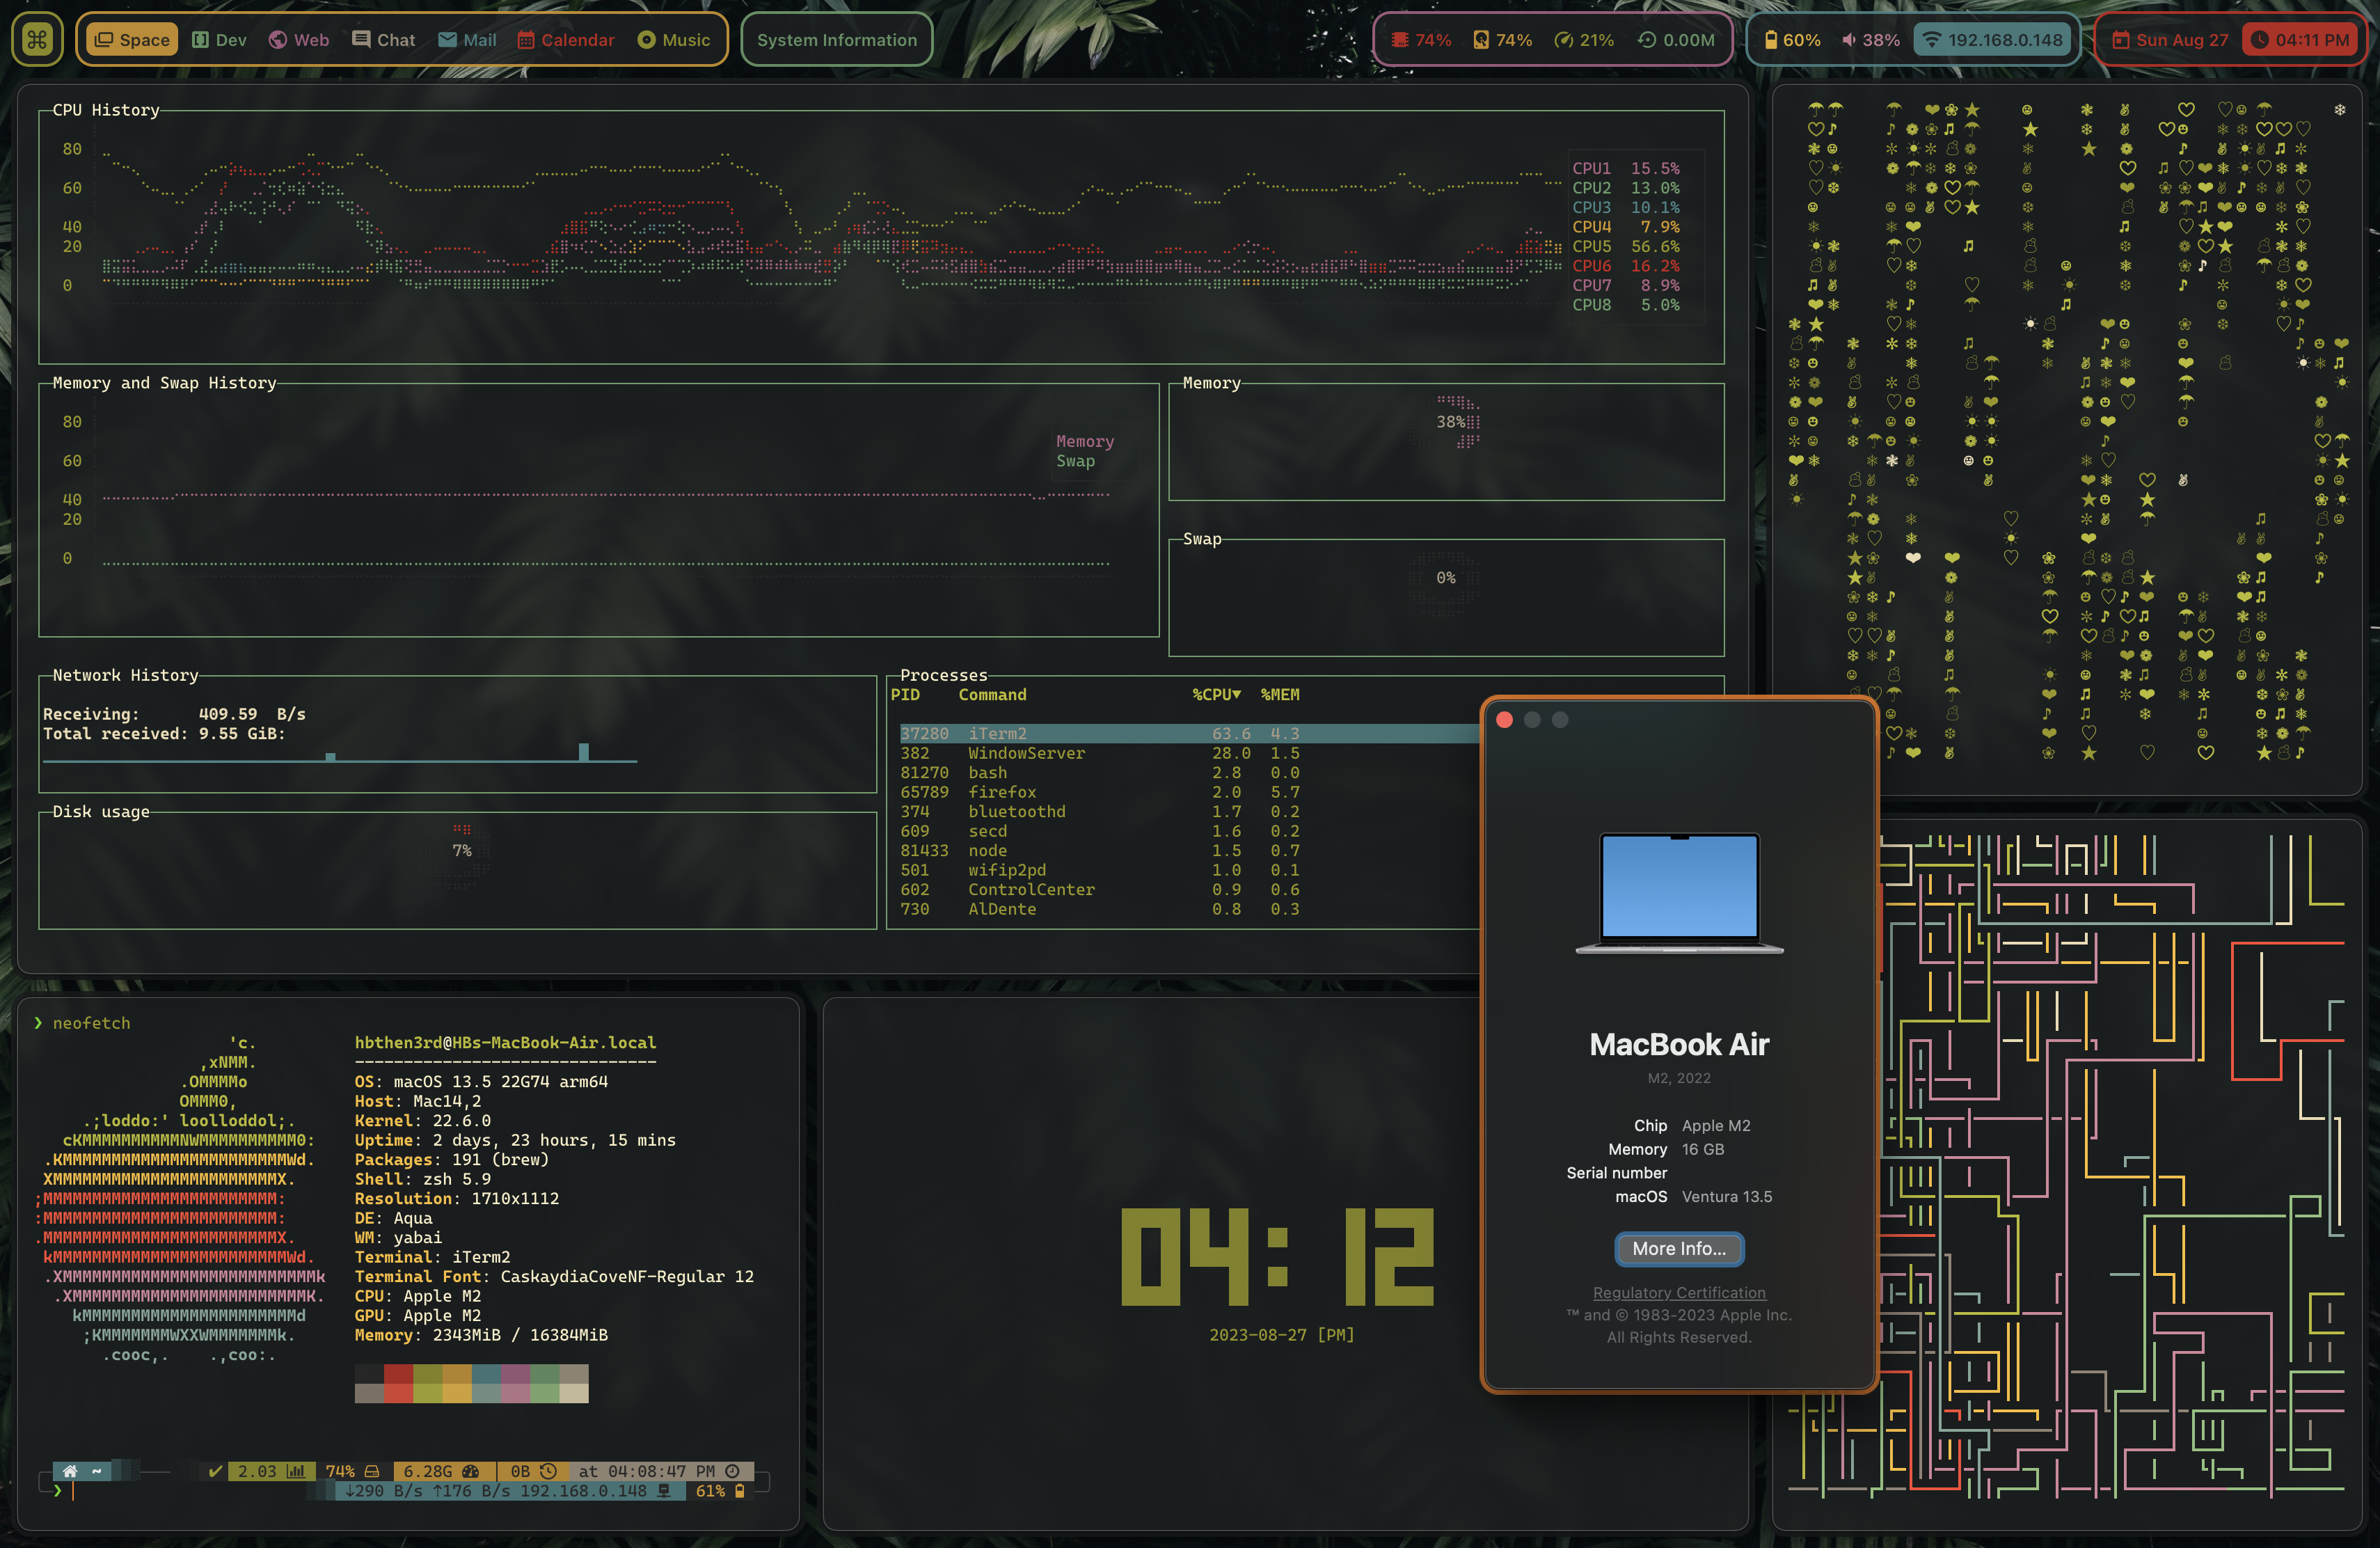 Space Dev Web Chat Mail Calendar Music System Information 74% 74% 21% 0.00M 60% 38% 192.168.0.148 Sun Aug 27 04:11 PM
CPU History
80
60
40
20
0
CPU1 15.5%
CPU2 13.0%
CPU3 10.1%
CPU4 7.9%
CPU5 56.6%
CPU6 16.2%
CPU7 8.9%
CPU8 5.0%
Memory and Swap History
80
60
40
20
0
Memory
Swap
Memory
38%
Swap
0%
Network History
Receiving: 409.59 B/s
Total received: 9.55 GiB:
Disk usage
7%
Processes
PID Command %CPU▼ %MEM
37280 iTerm2 63.6 4.3
382 WindowServer 28.0 1.5
81270 bash 2.8 0.0
65789 firefox 2.0 5.7
374 bluetoothd 1.7 0.2
609 secd 1.6 0.2
81433 node 1.5 0.7
501 wifip2pd 1.0 0.1
602 ControlCenter 0.9 0.6
730 AlDente 0.8 0.3
❯ neofetch
'c.
,xNMM.
.OMMMMo
OMMM0,
.;loddo:' loolloddol;.
cKMMMMMMMMMMNWMMMMMMMMMM0:
.KMMMMMMMMMMMMMMMMMMMMMMMWd.
XMMMMMMMMMMMMMMMMMMMMMMMX.
;MMMMMMMMMMMMMMMMMMMMMMMM:
:MMMMMMMMMMMMMMMMMMMMMMMM:
.MMMMMMMMMMMMMMMMMMMMMMMMX.
kMMMMMMMMMMMMMMMMMMMMMMMMWd.
.XMMMMMMMMMMMMMMMMMMMMMMMMMMk
.XMMMMMMMMMMMMMMMMMMMMMMMMK.
kMMMMMMMMMMMMMMMMMMMMMMd
;KMMMMMMMWXXWMMMMMMMk.
.cooc,. .,coo:.
hbthen3rd@HBs-MacBook-Air.local
-------------------------------
OS: macOS 13.5 22G74 arm64
Host: Mac14,2
Kernel: 22.6.0
Uptime: 2 days, 23 hours, 15 mins
Packages: 191 (brew)
Shell: zsh 5.9
Resolution: 1710x1112
DE: Aqua
WM: yabai
Terminal: iTerm2
Terminal Font: CaskaydiaCoveNF-Regular 12
CPU: Apple M2
GPU: Apple M2
Memory: 2343MiB / 16384MiB
~ ✔ 2.03 74% 6.28G 0B at 04:08:47 PM
❯ ↓290 B/s ↑176 B/s 192.168.0.148 61%
04:12
2023-08-27 [PM]
MacBook Air
M2, 2022
Chip Apple M2
Memory 16 GB
Serial number
macOS Ventura 13.5
More Info...
Regulatory Certification
™ and © 1983-2023 Apple Inc.
All Rights Reserved.